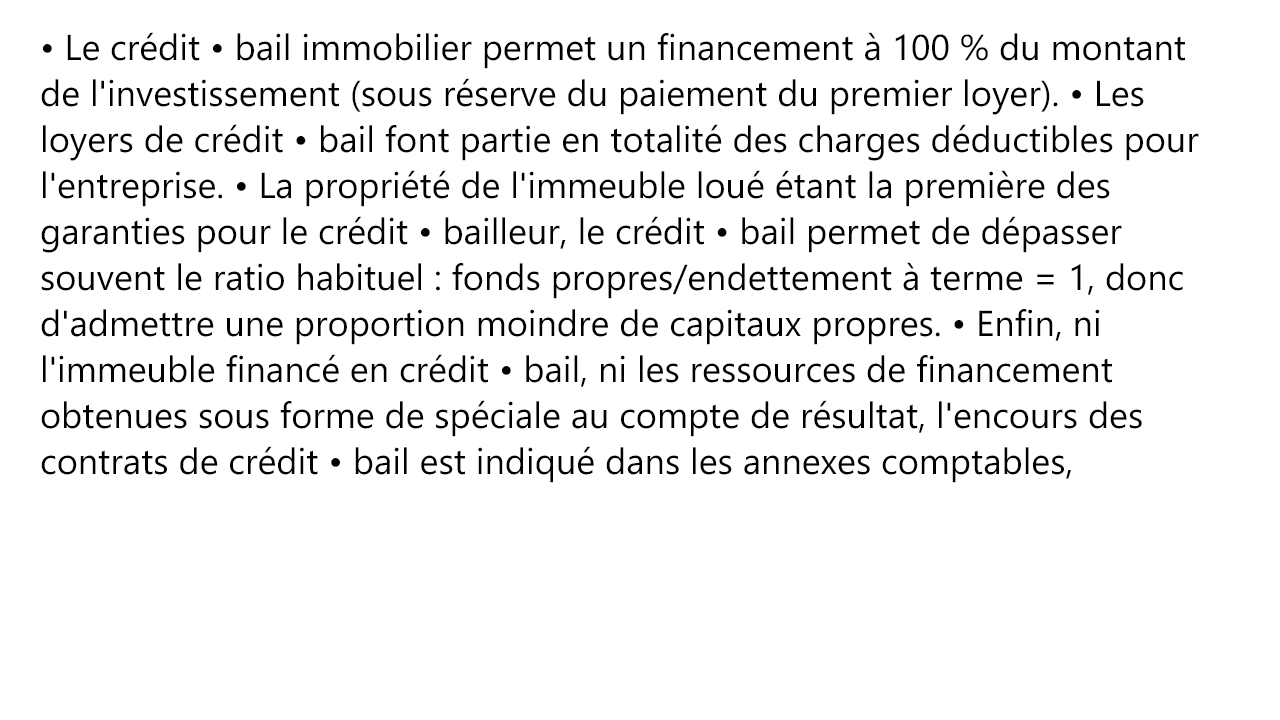 • Le crédit • bail immobilier permet un financement à 100 % du montant
de l'investissement (sous réserve du paiement du premier loyer). • Les
loyers de crédit • bail font partie en totalité des charges déductibles pour
l'entreprise. • La propriété de l'immeuble loué étant la première des
garanties pour le crédit • bailleur, le crédit • bail permet de dépasser
souvent le ratio habituel : fonds propres/endettement à terme = 1, donc
d'admettre une proportion moindre de capitaux propres. • Enfin, ni
l'immeuble financé en crédit • bail, ni les ressources de financement
obtenues sous forme de spéciale au compte de résultat, l'encours des
contrats de crédit • bail est indiqué dans les annexes comptables,